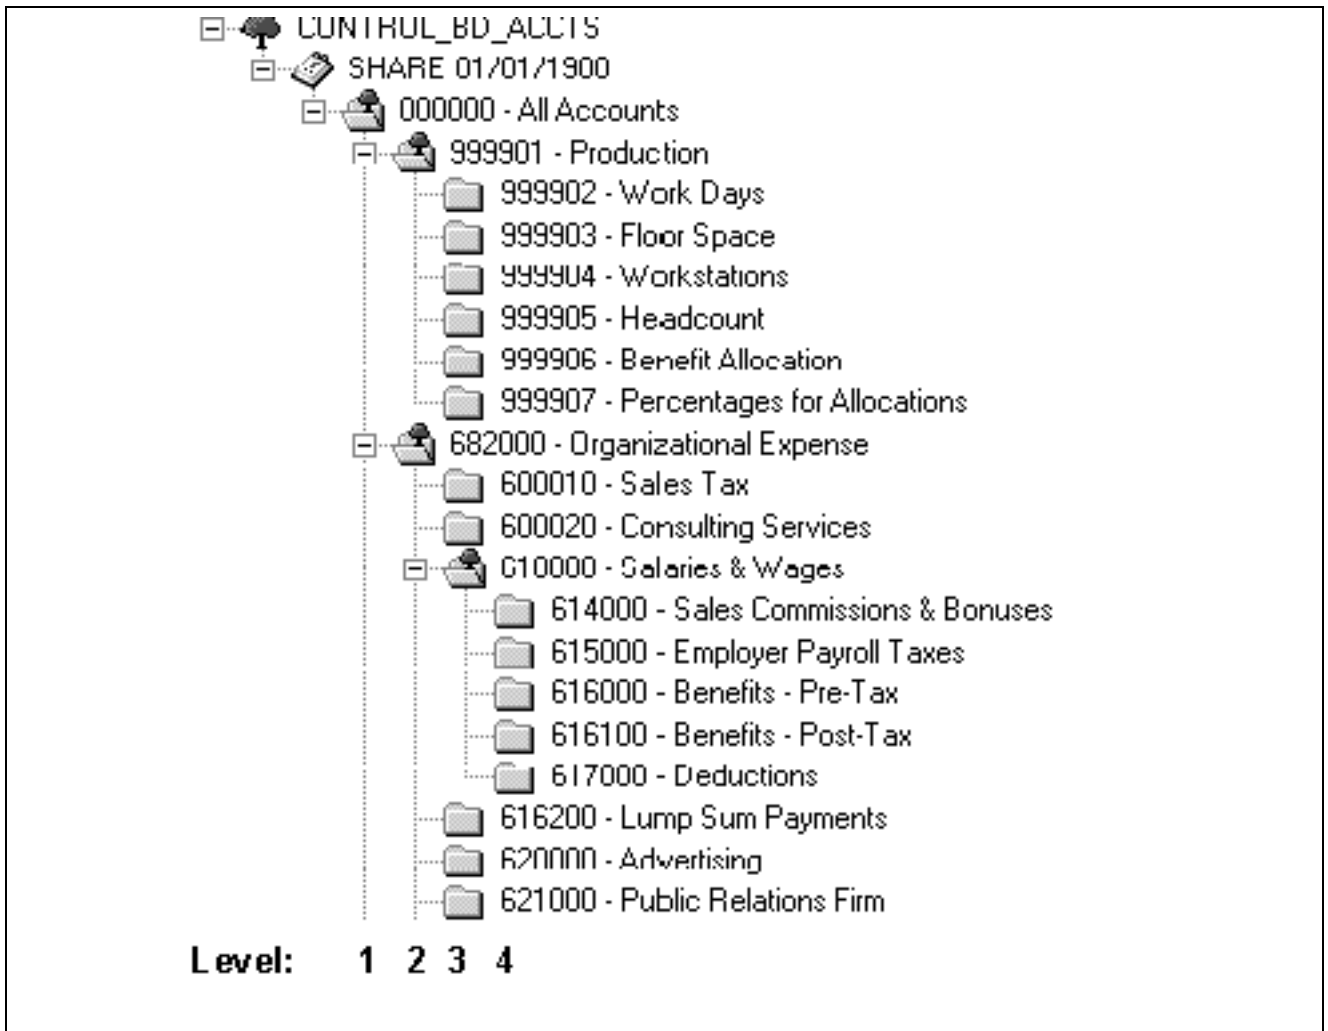 CONTROL_BD_ACCTS
SHARE 01/01/1900
000000 - All Accounts
999901 - Production
999902 - Work Days
999903 - Floor Space
999904 - Workstations
999905 - Headcount
999906 - Benefit Allocation
999907 - Percentages for Allocations
682000 - Organizational Expense
600010 - Sales Tax
600020 - Consulting Services
610000 - Salaries & Wages
614000 - Sales Commissions & Bonuses
615000 - Employer Payroll Taxes
616000 - Benefits - Pre-Tax
616100 - Benefits - Post-Tax
617000 - Deductions
616200 - Lump Sum Payments
620000 - Advertising
621000 - Public Relations Firm
Level: 1 2 3 4